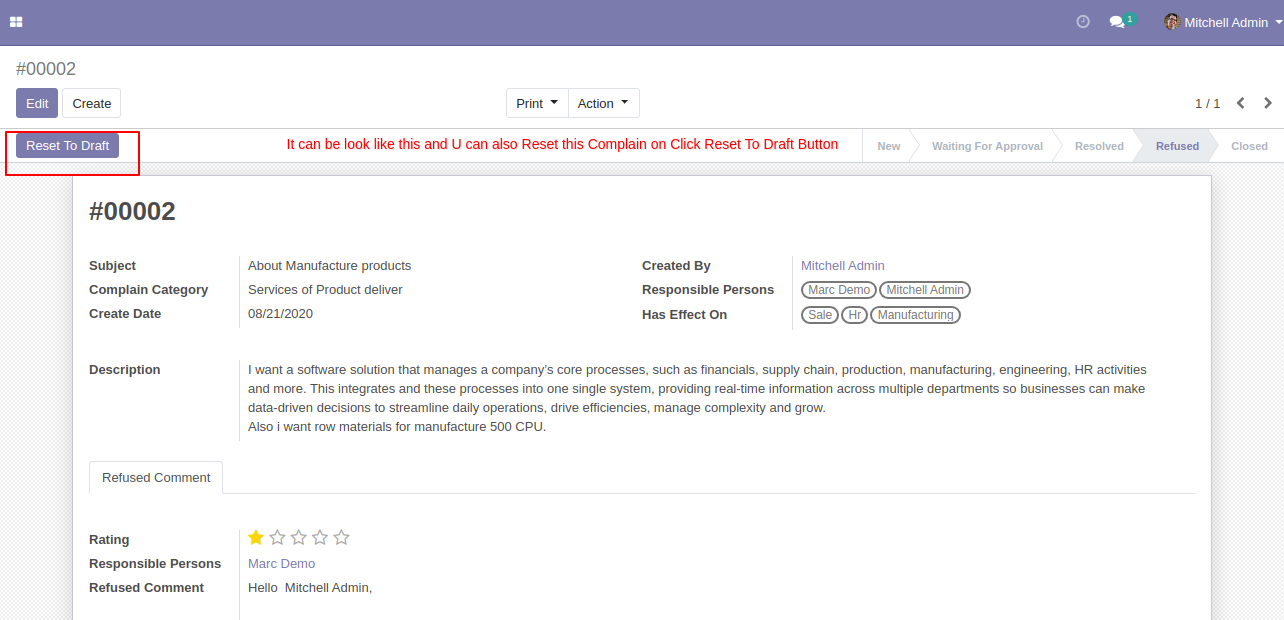 1
Mitchell Admin
#00002
Edit
Create
Print
Action
1 / 1
Reset To Draft
It can be look like this and U can also Reset this Complain on Click Reset To Draft Button
New
Waiting For Approval
Resolved
Refused
Closed
#00002
Subject
About Manufacture products
Complain Category
Services of Product deliver
Create Date
08/21/2020
Created By
Mitchell Admin
Responsible Persons
Marc Demo
Mitchell Admin
Has Effect On
Sale
Hr
Manufacturing
Description
I want a software solution that manages a company's core processes, such as financials, supply chain, production, manufacturing, engineering, HR activities
and more. This integrates and these processes into one single system, providing real-time information across multiple departments so businesses can make
data-driven decisions to streamline daily operations, drive efficiencies, manage complexity and grow.
Also i want row materials for manufacture 500 CPU.
Refused Comment
Rating
Responsible Persons
Marc Demo
Refused Comment
Hello  Mitchell Admin,